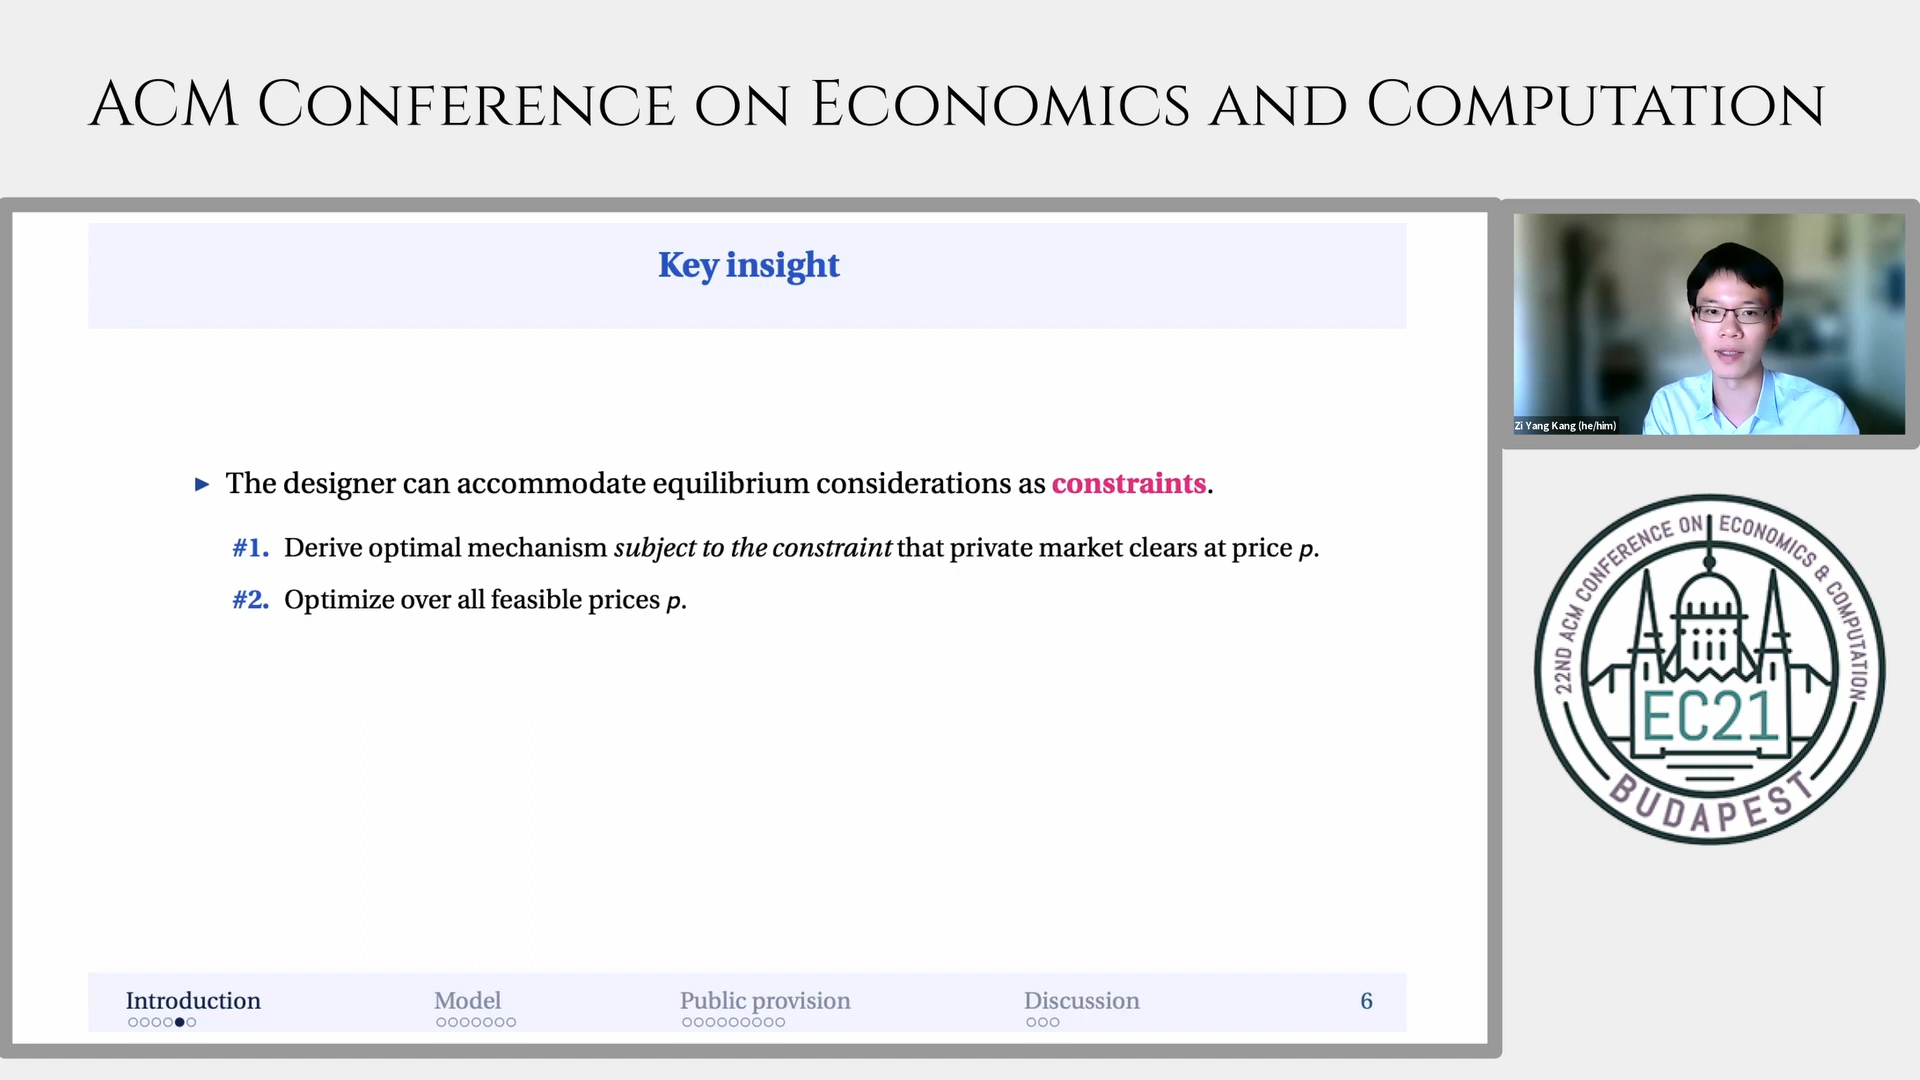 ACM Conference on Economics and Computation
Key insight
► The designer can accommodate equilibrium considerations as constraints.
#1. Derive optimal mechanism subject to the constraint that private market clears at price p.
#2. Optimize over all feasible prices p.
Introduction
Model
Public provision
Discussion
6
Zi Yang Kang (he/him)
22ND ACM CONFERENCE ON ECONOMICS & COMPUTATION
EC21
BUDAPEST